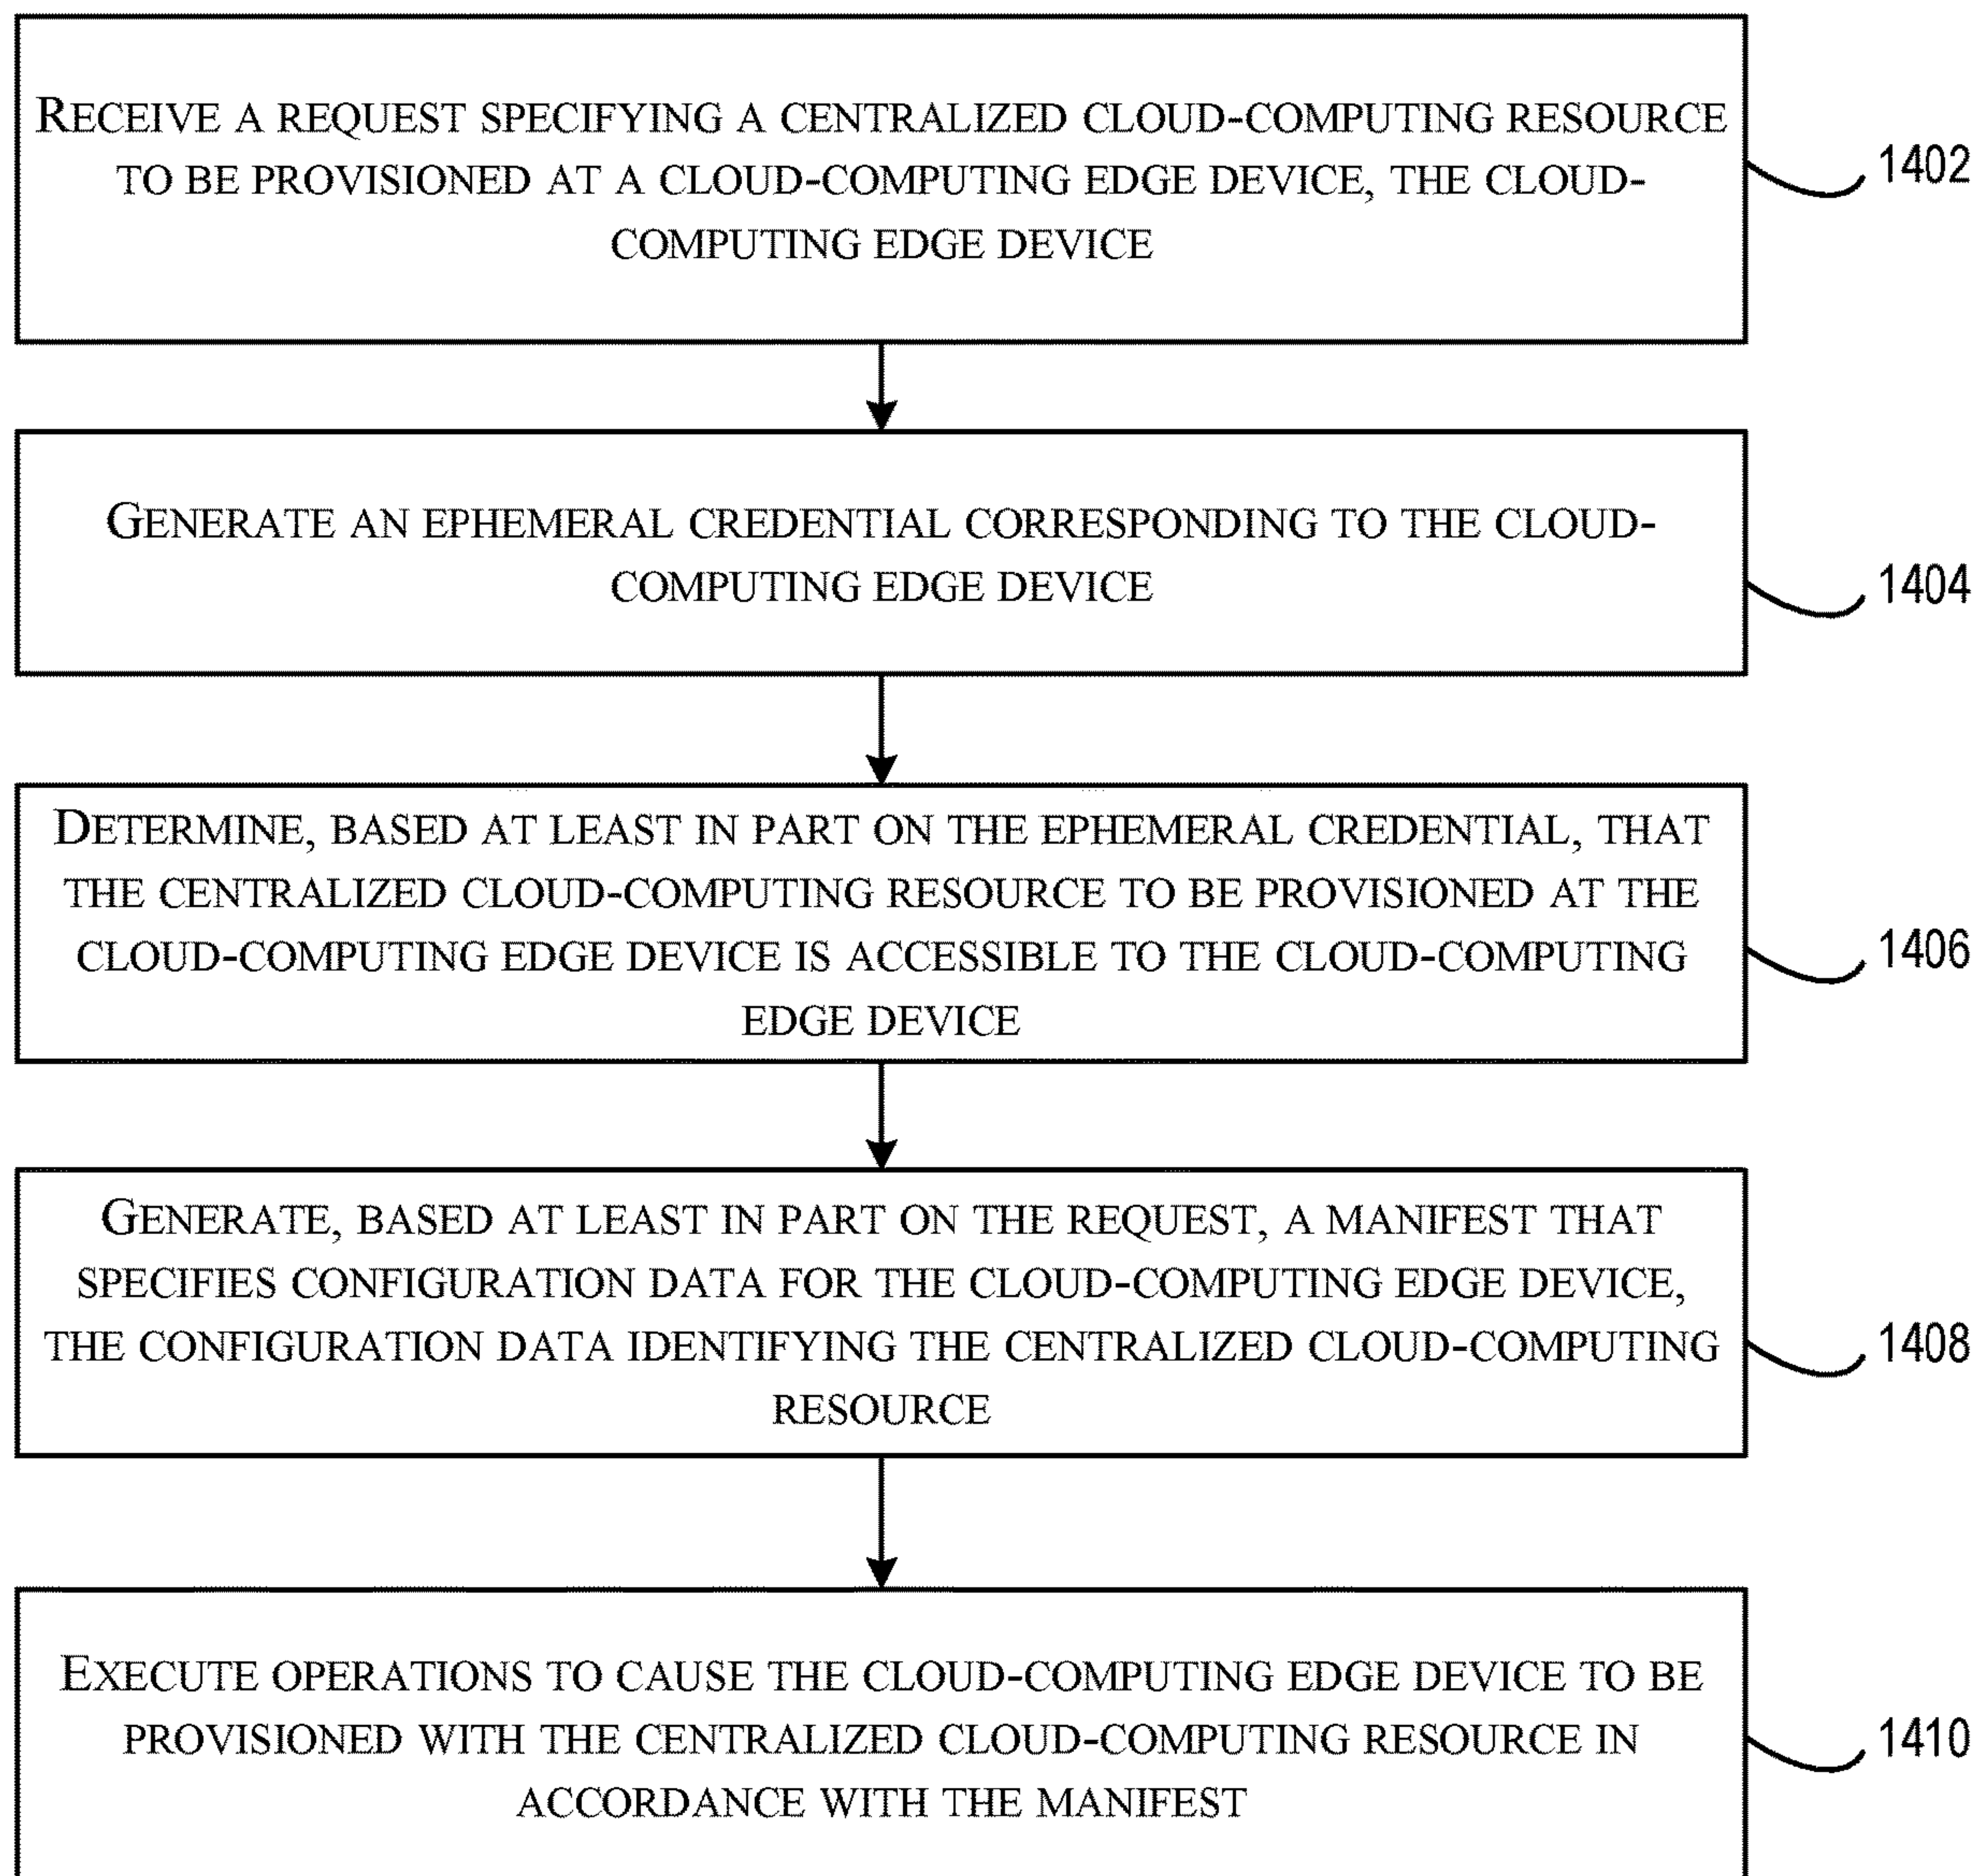 RECEIVE A REQUEST SPECIFYING A CENTRALIZED CLOUD-COMPUTING RESOURCE
TO BE PROVISIONED AT A CLOUD-COMPUTING EDGE DEVICE, THE CLOUD-
COMPUTING EDGE DEVICE
1402
GENERATE AN EPHEMERAL CREDENTIAL CORRESPONDING TO THE CLOUD-
COMPUTING EDGE DEVICE
1404
DETERMINE, BASED AT LEAST IN PART ON THE EPHEMERAL CREDENTIAL, THAT
THE CENTRALIZED CLOUD-COMPUTING RESOURCE TO BE PROVISIONED AT THE
CLOUD-COMPUTING EDGE DEVICE IS ACCESSIBLE TO THE CLOUD-COMPUTING
EDGE DEVICE
1406
GENERATE, BASED AT LEAST IN PART ON THE REQUEST, A MANIFEST THAT
SPECIFIES CONFIGURATION DATA FOR THE CLOUD-COMPUTING EDGE DEVICE,
THE CONFIGURATION DATA IDENTIFYING THE CENTRALIZED CLOUD-COMPUTING
RESOURCE
1408
EXECUTE OPERATIONS TO CAUSE THE CLOUD-COMPUTING EDGE DEVICE TO BE
PROVISIONED WITH THE CENTRALIZED CLOUD-COMPUTING RESOURCE IN
ACCORDANCE WITH THE MANIFEST
1410